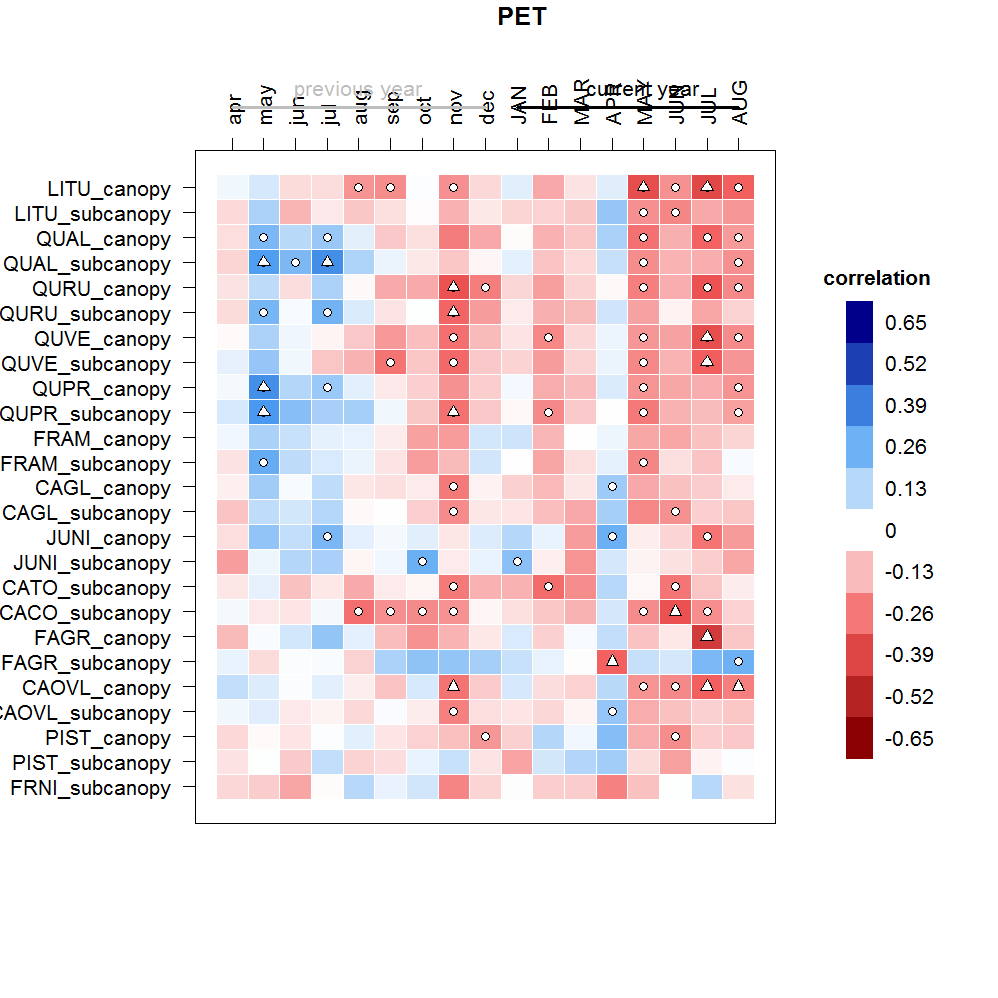 PET
previous year
current year
apr
may
jun
jul
aug
sep
oct
nov
dec
JAN
FEB
MAR
APR
MAY
JUN
JUL
AUG
LITU_canopy
LITU_subcanopy
QUAL_canopy
QUAL_subcanopy
QURU_canopy
QURU_subcanopy
QUVE_canopy
QUVE_subcanopy
QUPR_canopy
QUPR_subcanopy
FRAM_canopy
FRAM_subcanopy
CAGL_canopy
CAGL_subcanopy
JUNI_canopy
JUNI_subcanopy
CATO_subcanopy
CACO_subcanopy
FAGR_canopy
FAGR_subcanopy
CAOVL_canopy
CAOVL_subcanopy
PIST_canopy
PIST_subcanopy
FRNI_subcanopy
correlation
0.65
0.52
0.39
0.26
0.13
0
-0.13
-0.26
-0.39
-0.52
-0.65